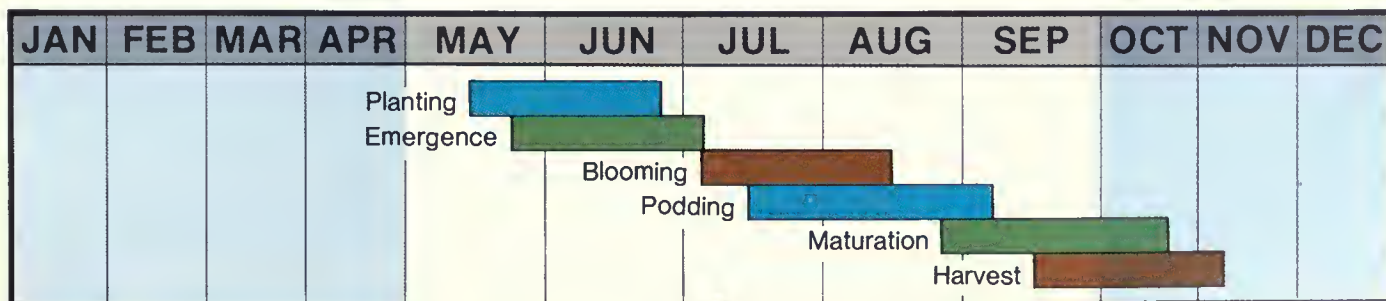 JAN FEB MAR APR MAY JUN JUL AUG SEP OCT NOV DEC
Planting
Emergence
Blooming
Podding
Maturation
Harvest